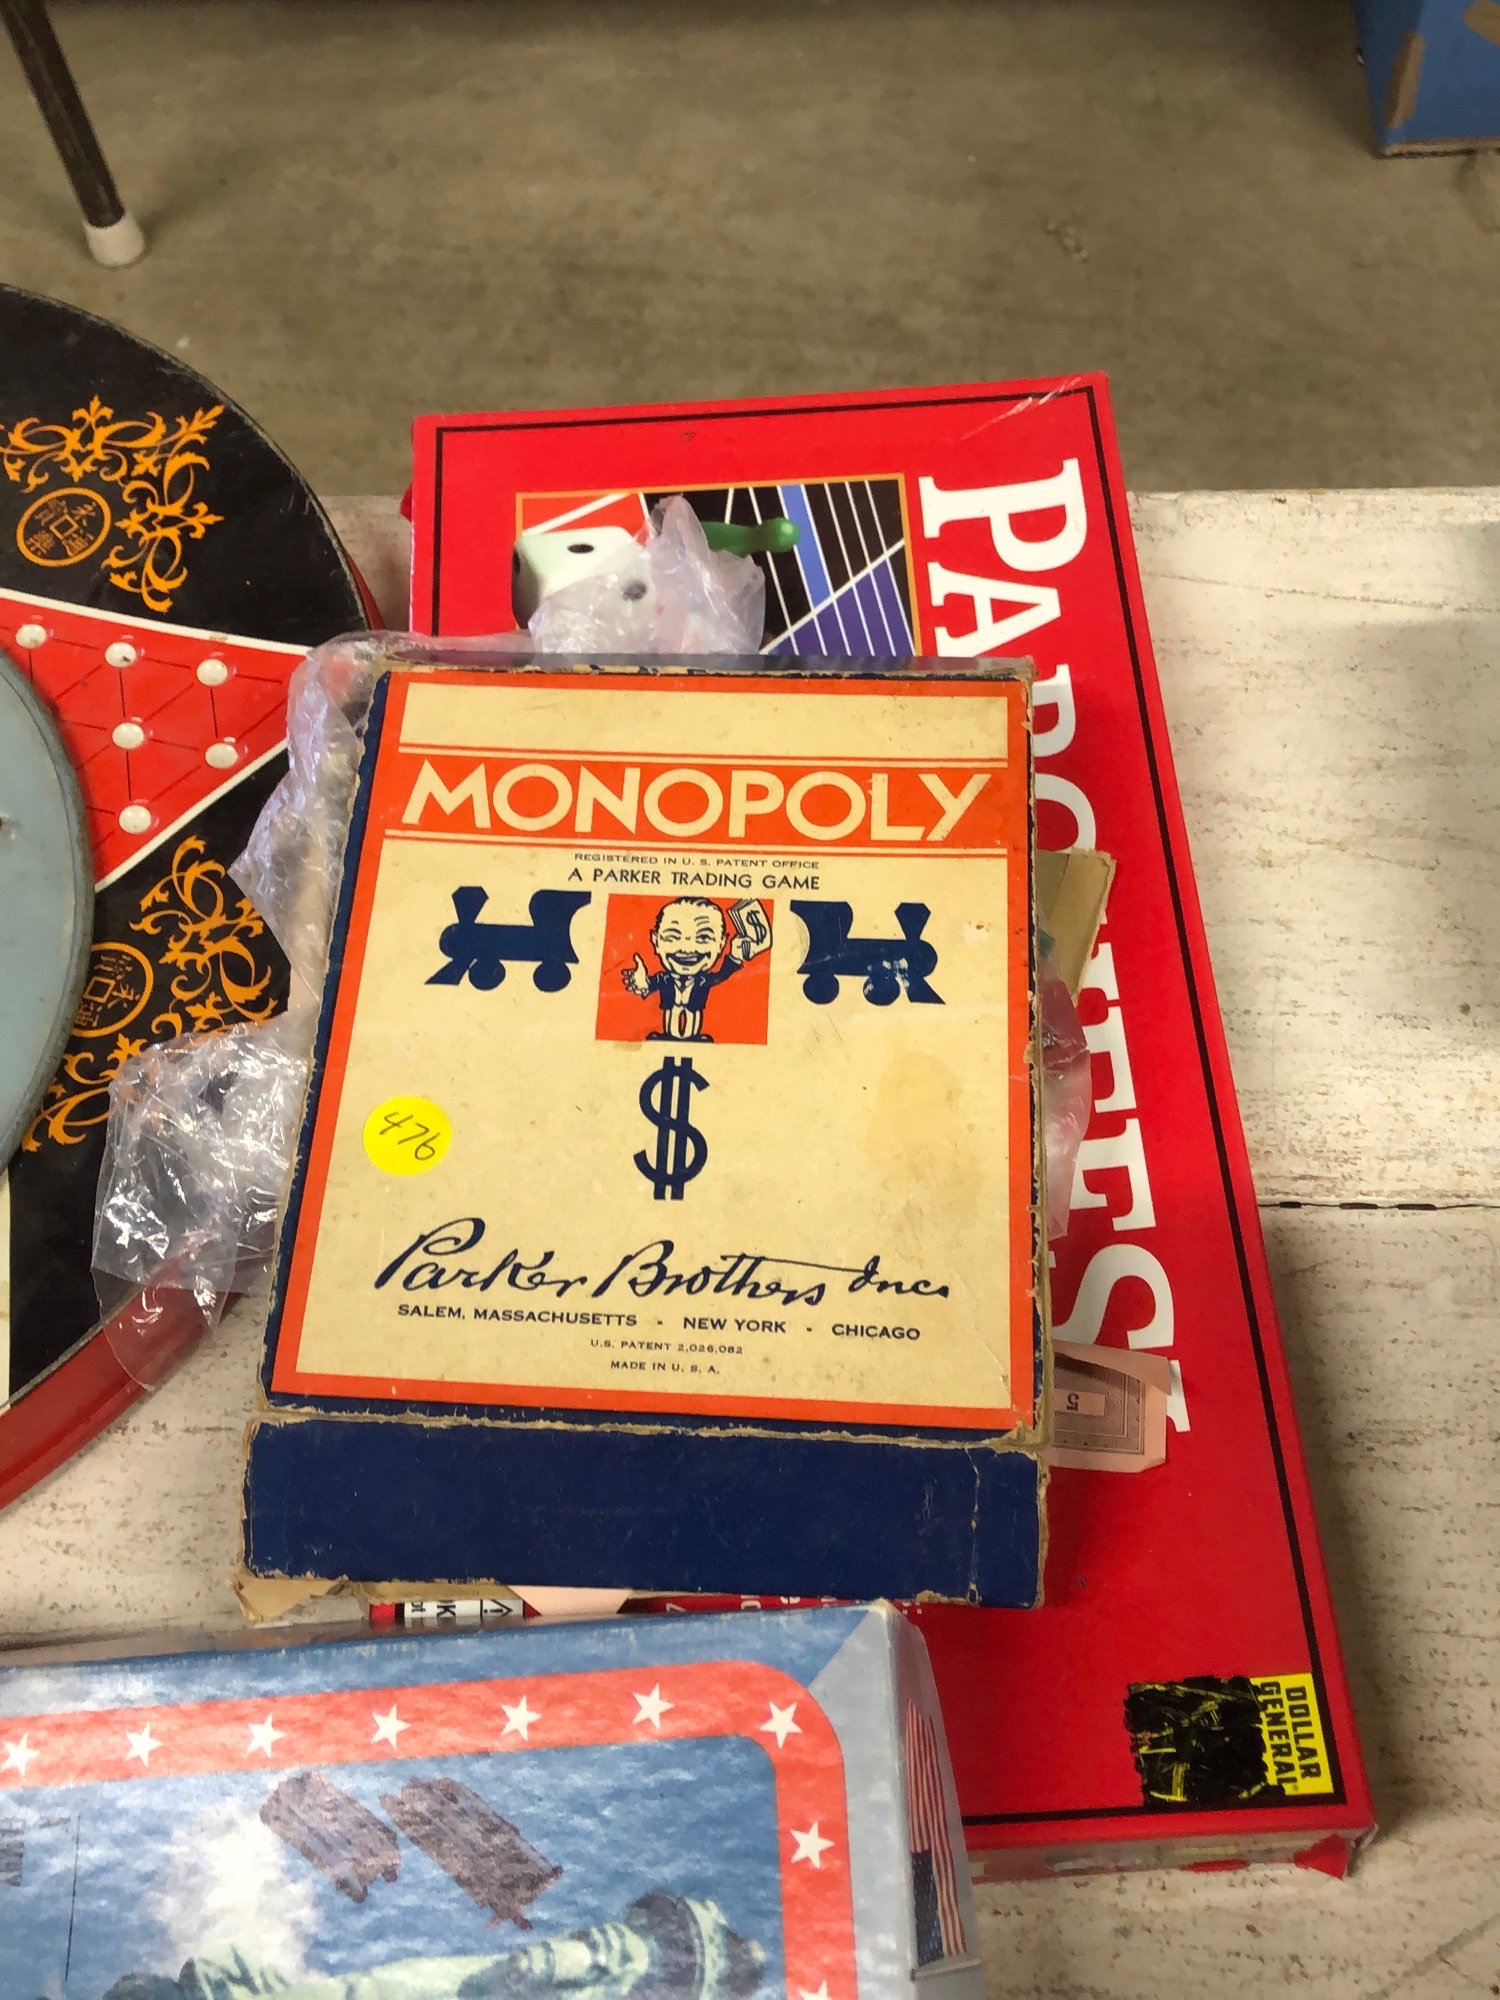 MONOPOLY
REGISTERED IN U. S. PATENT OFFICE
A PARKER TRADING GAME
$
$
476
Parker Brothers Inc.
SALEM, MASSACHUSETTS - NEW YORK - CHICAGO
U.S. PATENT 2,026,082
MADE IN U. S. A.
5
DOLLAR
GENERAL